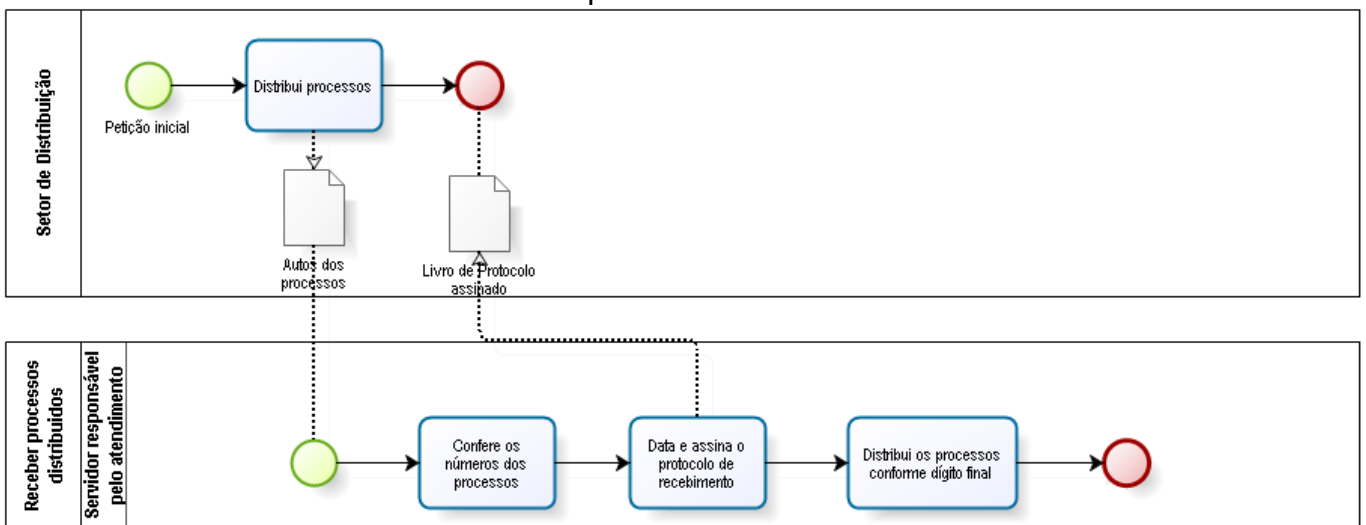 Setor de Distribuição
Petição inicial
Distribui processos
Autos dos
processos
Livro de Protocolo
assinado
Receber processos
distribuídos
Servidor responsável
pelo atendimento
Confere os
números dos
processos
Data e assina o
protocolo de
recebimento
Distribui os processos
conforme dígito final